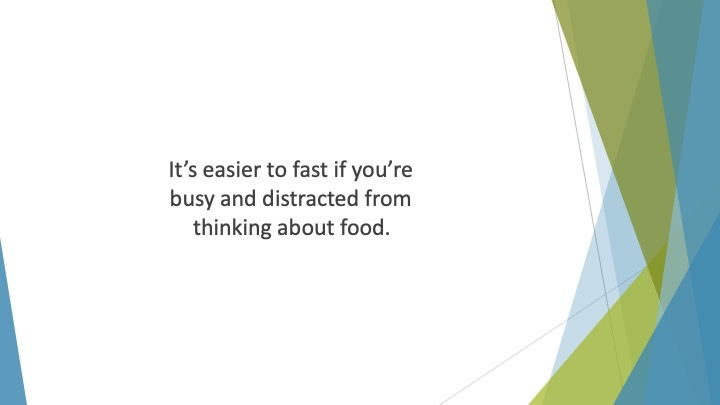 It’s easier to fast if you’re
busy and distracted from
thinking about food.